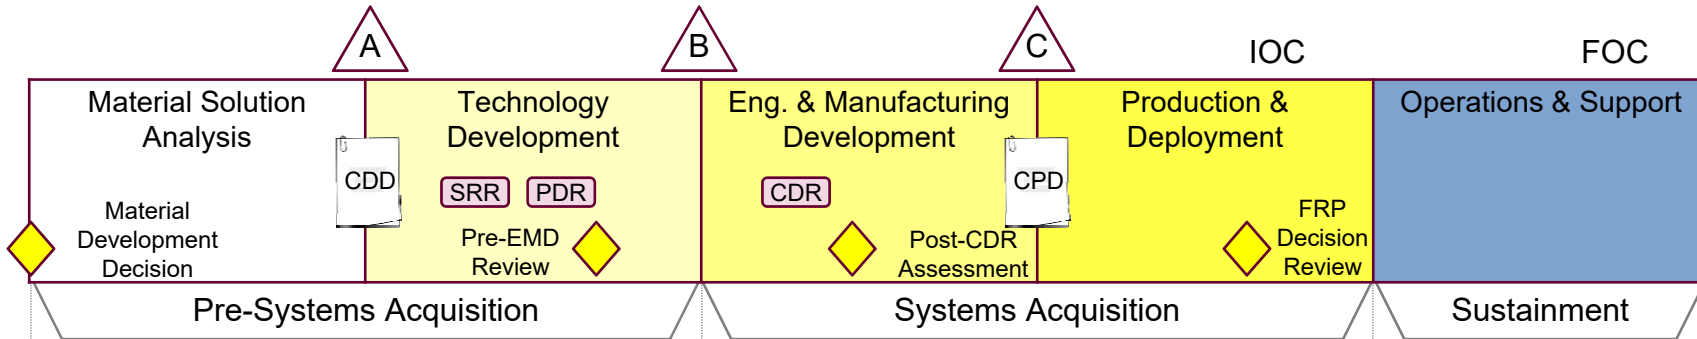 A
B
C
IOC
FOC
Material Solution
Analysis
Technology
Development
Eng. & Manufacturing
Development
Production &
Deployment
Operations & Support
CDD
SRR
PDR
CDR
CPD
Material
Development
Decision
Pre-EMD
Review
Post-CDR
Assessment
FRP
Decision
Review
Pre-Systems Acquisition
Systems Acquisition
Sustainment